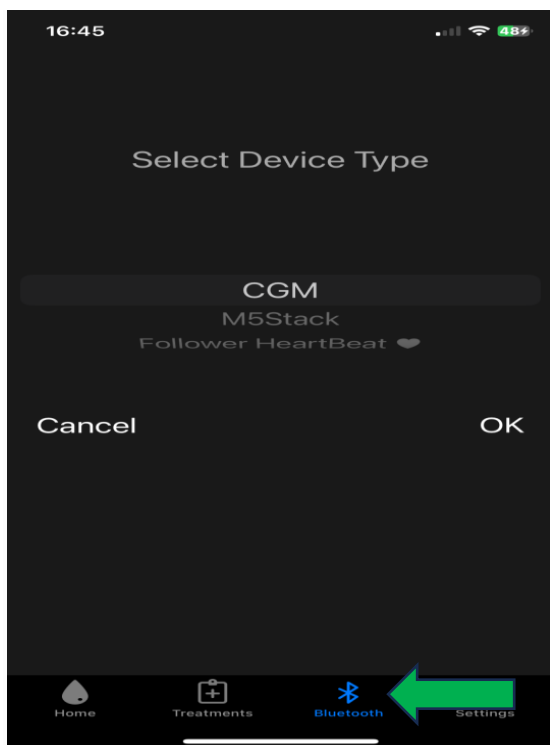 16:45 48
Select Device Type
CGM
M5Stack
Follower HeartBeat
Cancel OK
Home Treatments Bluetooth Settings